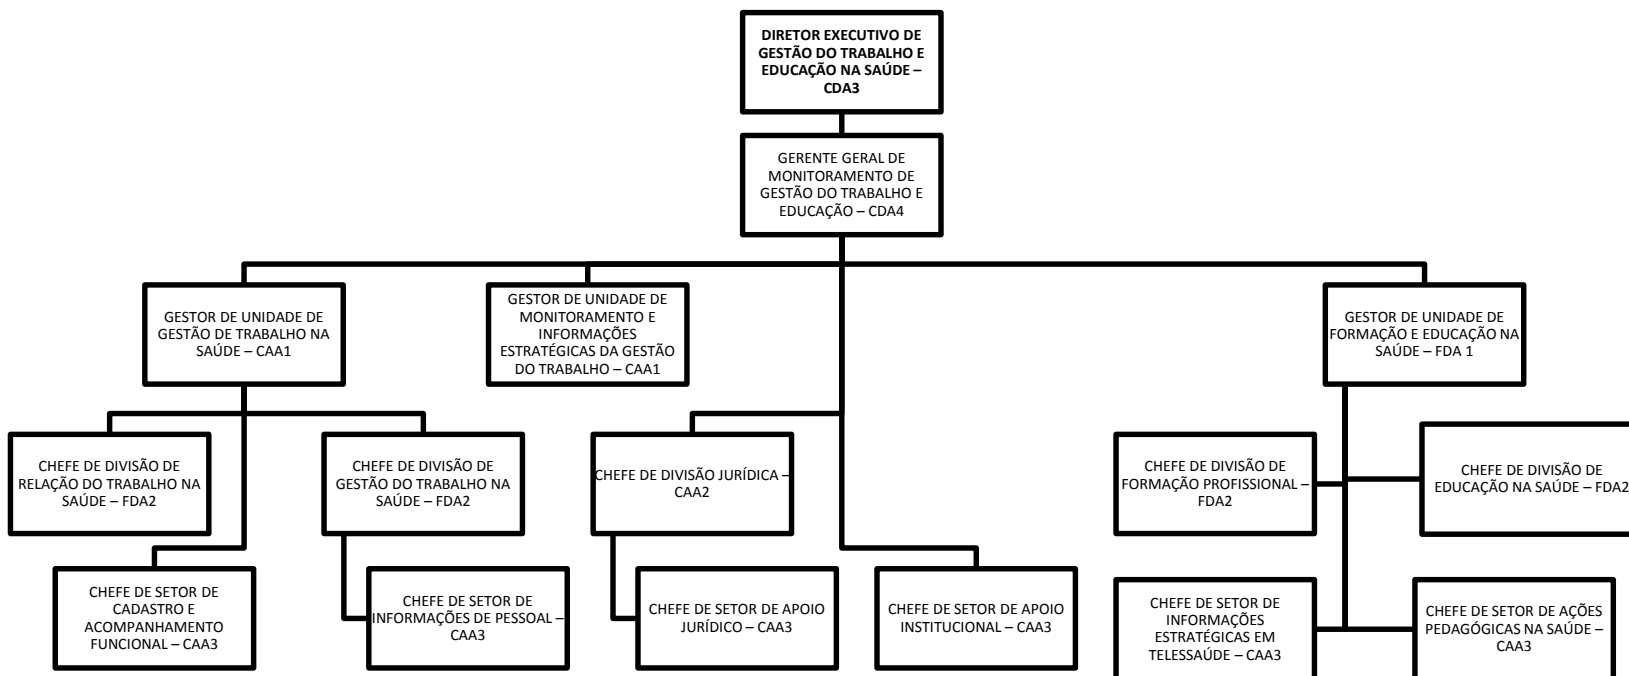 DIRETOR EXECUTIVO DE
GESTÃO DO TRABALHO E
EDUCAÇÃO NA SAÚDE –
CDA3
GERENTE GERAL DE
MONITORAMENTO DE
GESTÃO DO TRABALHO E
EDUCAÇÃO – CDA4
GESTOR DE UNIDADE DE
GESTÃO DE TRABALHO NA
SAÚDE – CAA1
GESTOR DE UNIDADE DE
MONITORAMENTO E
INFORMAÇÕES
ESTRATÉGICAS DA GESTÃO
DO TRABALHO – CAA1
GESTOR DE UNIDADE DE
FORMAÇÃO E EDUCAÇÃO NA
SAÚDE – FDA 1
CHEFE DE DIVISÃO DE
RELAÇÃO DO TRABALHO NA
SAÚDE – FDA2
CHEFE DE DIVISÃO DE
GESTÃO DO TRABALHO NA
SAÚDE – FDA2
CHEFE DE DIVISÃO JURÍDICA –
CAA2
CHEFE DE DIVISÃO DE
FORMAÇÃO PROFISSIONAL –
FDA2
CHEFE DE DIVISÃO DE
EDUCAÇÃO NA SAÚDE – FDA2
CHEFE DE SETOR DE
CADASTRO E
ACOMPANHAMENTO
FUNCIONAL – CAA3
CHEFE DE SETOR DE
INFORMAÇÕES DE PESSOAL –
CAA3
CHEFE DE SETOR DE APOIO
JURÍDICO – CAA3
CHEFE DE SETOR DE APOIO
INSTITUCIONAL – CAA3
CHEFE DE SETOR DE
INFORMAÇÕES
ESTRATÉGICAS EM
TELESSAÚDE – CAA3
CHEFE DE SETOR DE AÇÕES
PEDAGÓGICAS NA SAÚDE –
CAA3